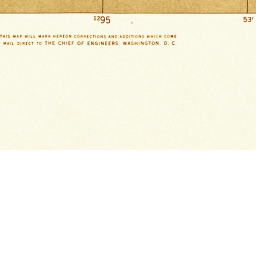 1295 53'
THIS MAP WILL MARK HEREON CORRECTIONS AND ADDITIONS WHICH COME
MAIL DIRECT TO THE CHIEF OF ENGINEERS, WASHINGTON, D. C.